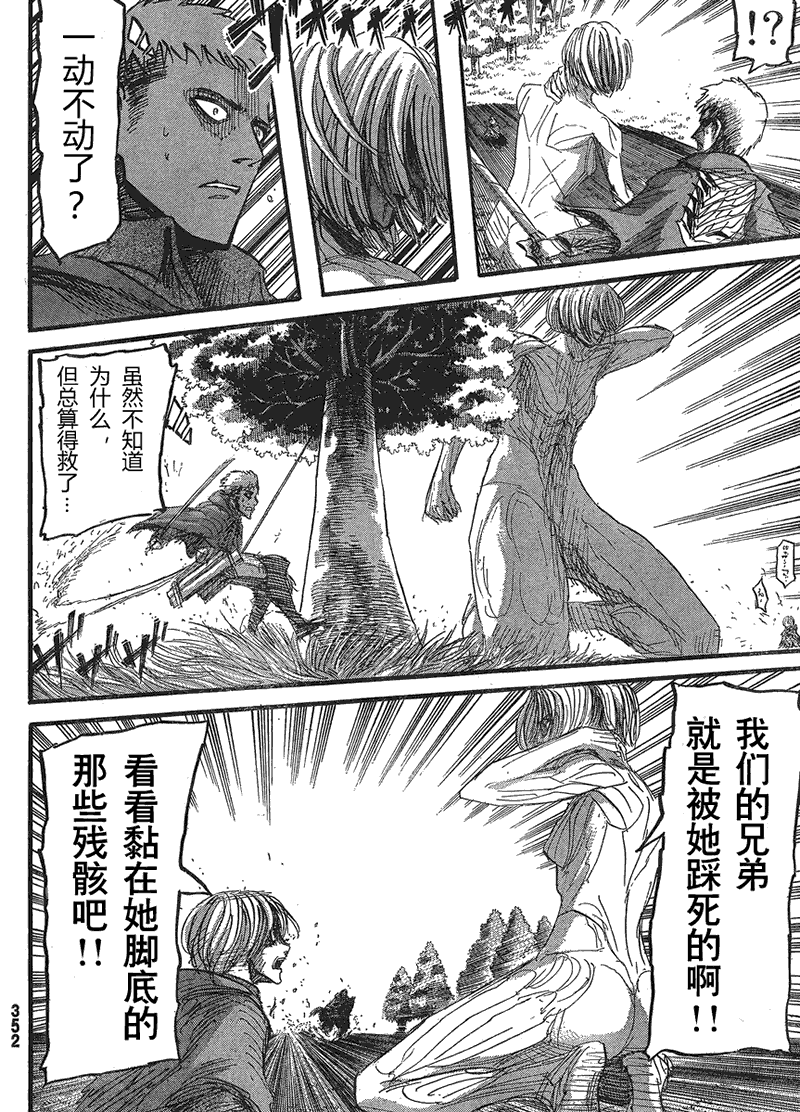 !?
一动不动了？
虽然不知道
为什么，
但总算得救了…
我们的兄弟
就是被她踩死的啊!!
看看黏在她脚底的
那些残骸吧!!
352